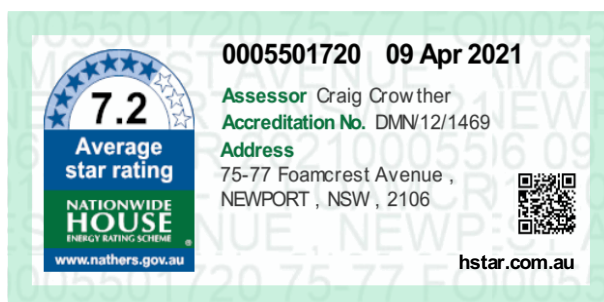 0005501720 09 Apr 2021
Assessor Craig Crowther
Accreditation No. DMN/12/1469
Address
75-77 Foamcrest Avenue ,
NEWPORT , NSW , 2106
hstar.com.au
7.2
Average
star rating
NATIONWIDE
HOUSE
ENERGY RATING SCHEME
®
www.nathers.gov.au